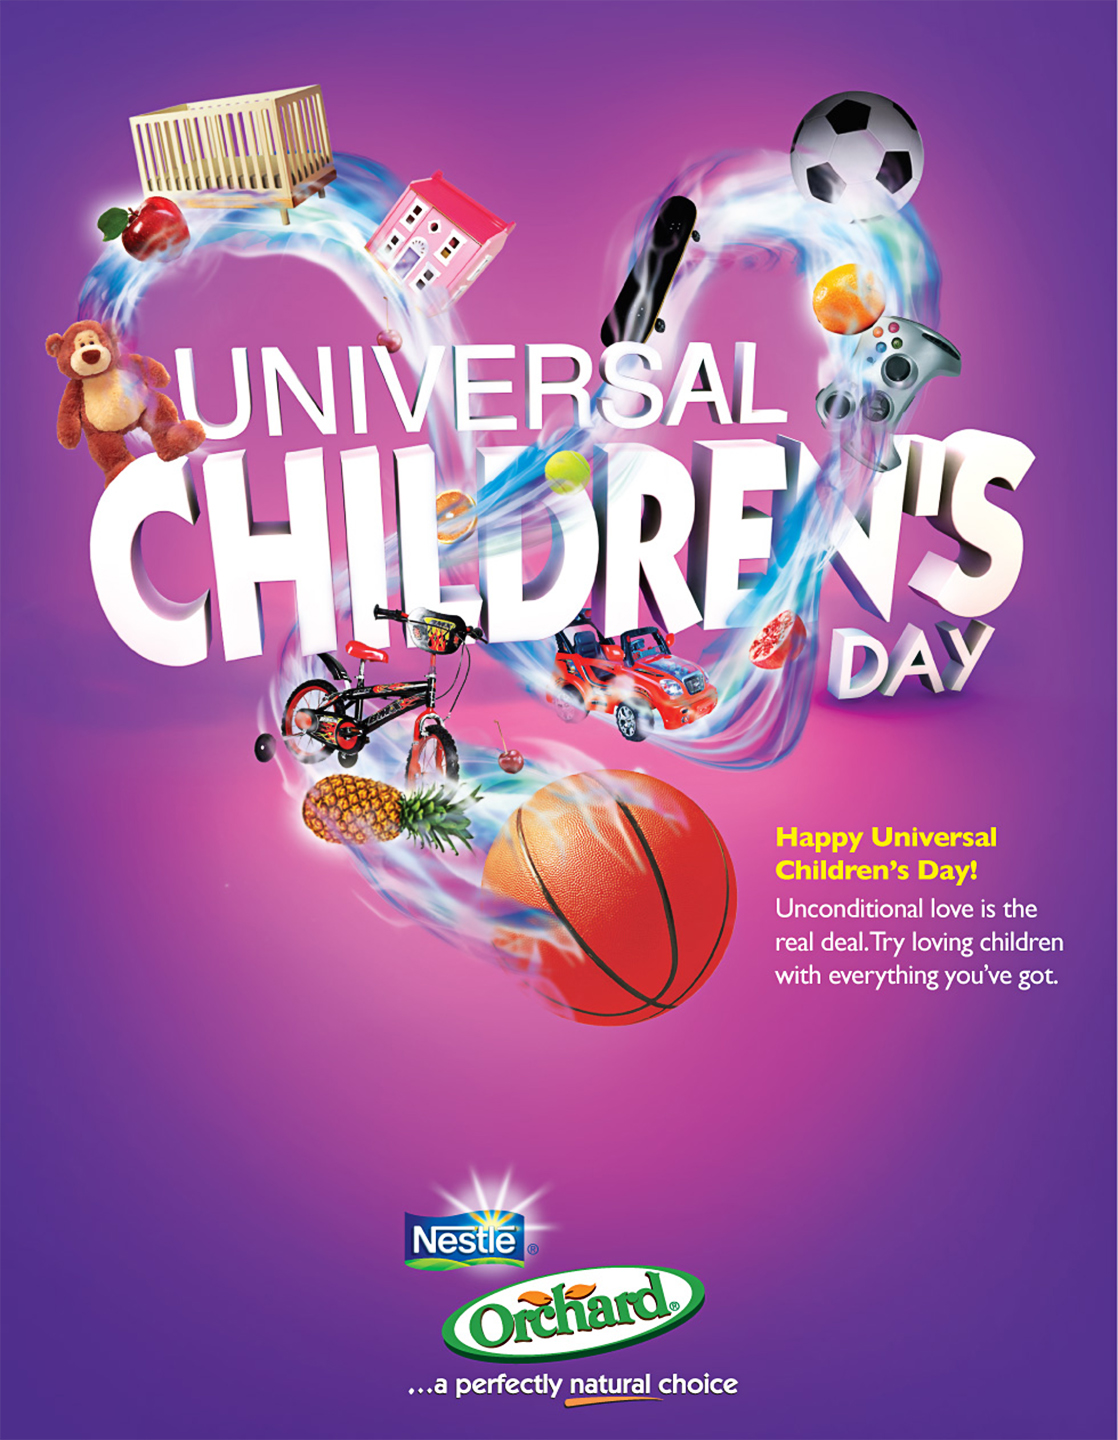 UNIVERSAL
CHILDREN'S
DAY
Happy Universal
Children's Day!
Unconditional love is the
real deal. Try loving children
with everything you've got.
Nestlé ®
Orchard®
...a perfectly natural choice